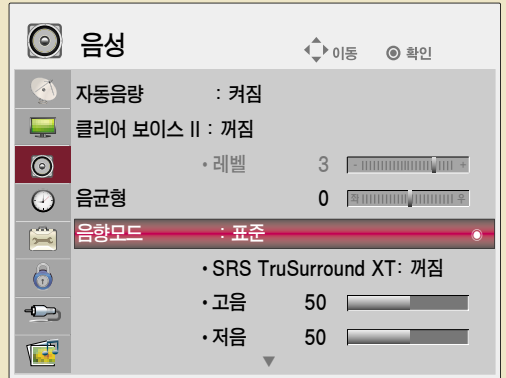 음성 이동 확인
자동음량 : 켜짐
클리어 보이스 II : 꺼짐
• 레벨 3 - +
음균형 0 좌 우
음향모드 : 표준
• SRS TruSurround XT: 꺼짐
• 고음 50
• 저음 50